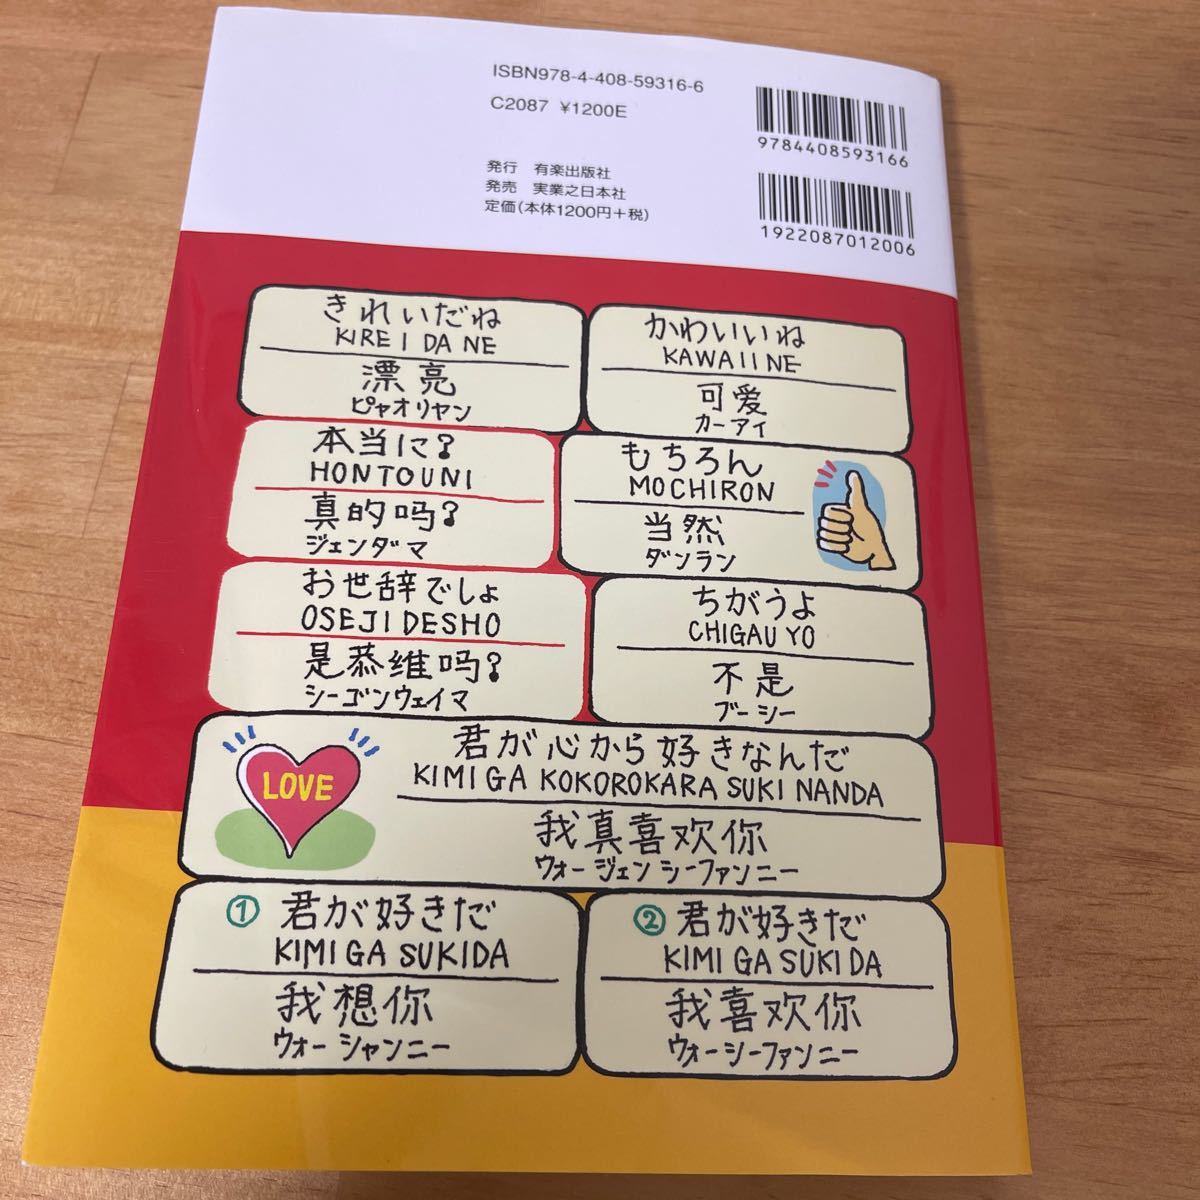 ISBN978-4-408-59316-6
C2087 ¥1200E
9784408593166
発行 有楽出版社
発売 実業之日本社
定価(本体1200円+税)
1922087012006
きれいだね
KIREI DA NE
漂亮
ピャオリヤン
かわいいね
KAWAII NE
可爱
カーアイ
本当に?
HONTOUNI
真的吗?
ジェンダマ
もちろん
MOCHIRON
当然
ダンラン
お世辞でしょ
OSEJI DESHO
是恭维吗?
シーゴンウェイマ
ちがうよ
CHIGAU YO
不是
ブーシー
LOVE
君が心から好きなんだ
KIMI GA KOKOROKARA SUKI NANDA
我真喜欢你
ウォー ジェン シーファンニー
① 君が好きだ
KIMI GA SUKIDA
我想你
ウォー シャンニー
② 君が好きだ
KIMI GA SUKI DA
我喜欢你
ウォーシーファンニー